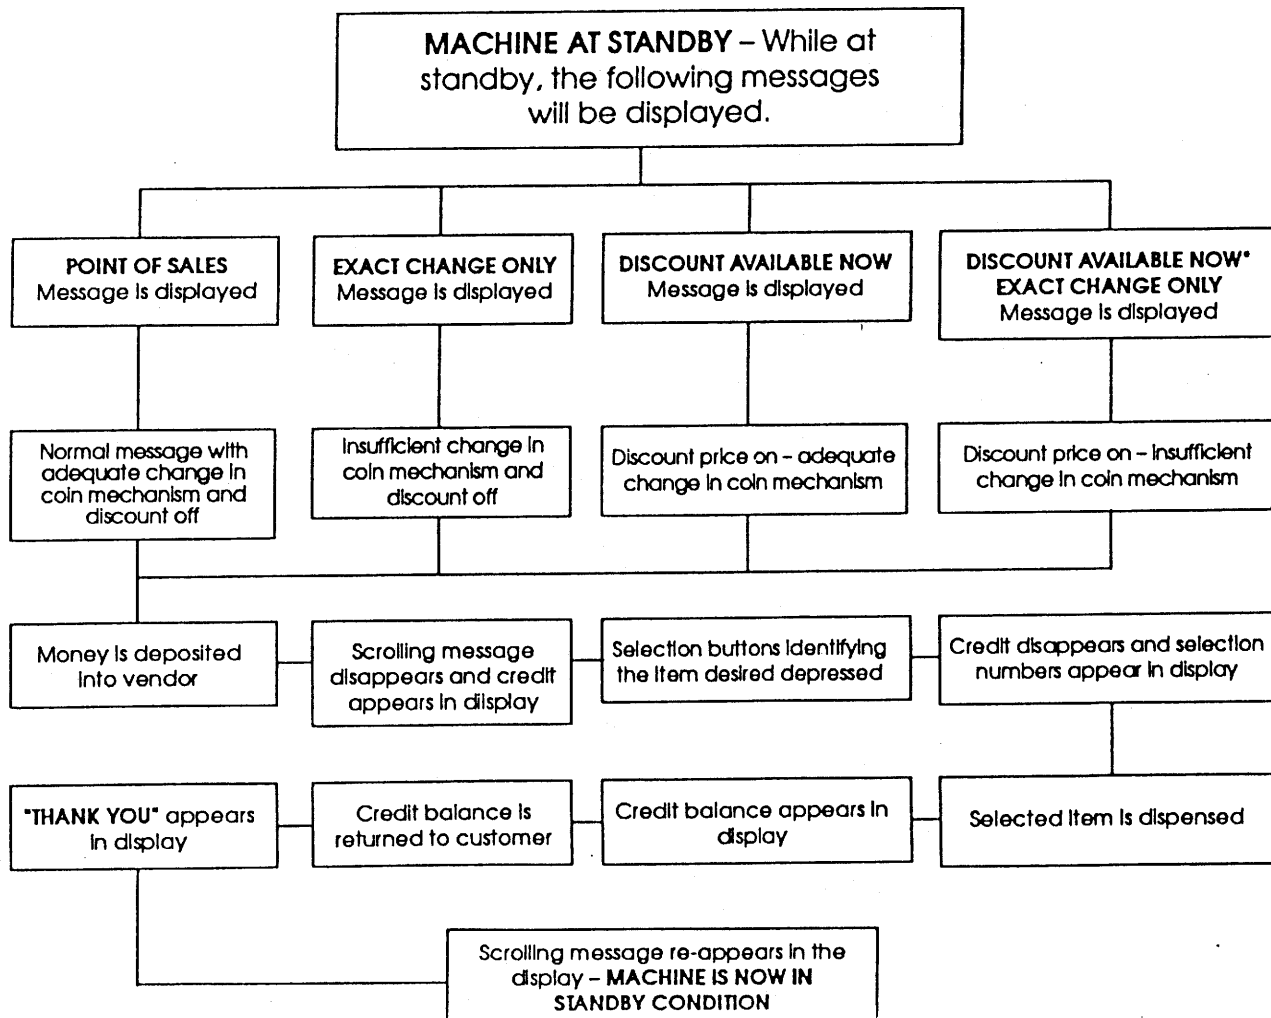 MACHINE AT STANDBY – While at
standby, the following messages
will be displayed.
POINT OF SALES
Message is displayed
EXACT CHANGE ONLY
Message is displayed
DISCOUNT AVAILABLE NOW
Message is displayed
DISCOUNT AVAILABLE NOW*
EXACT CHANGE ONLY
Message is displayed
Normal message with
adequate change in
coin mechanism and
discount off
Insufficient change in
coin mechanism and
discount off
Discount price on – adequate
change in coin mechanism
Discount price on – insufficient
change in coin mechanism
Money is deposited
into vendor
Scrolling message
disappears and credit
appears in diisplay
Selection buttons identifying
the item desired depressed
Credit disappears and selection
numbers appear in display
"THANK YOU" appears
in display
Credit balance is
returned to customer
Credit balance appears in
display
Selected item is dispensed
Scrolling message re-appears in the
display – MACHINE IS NOW IN
STANDBY CONDITION